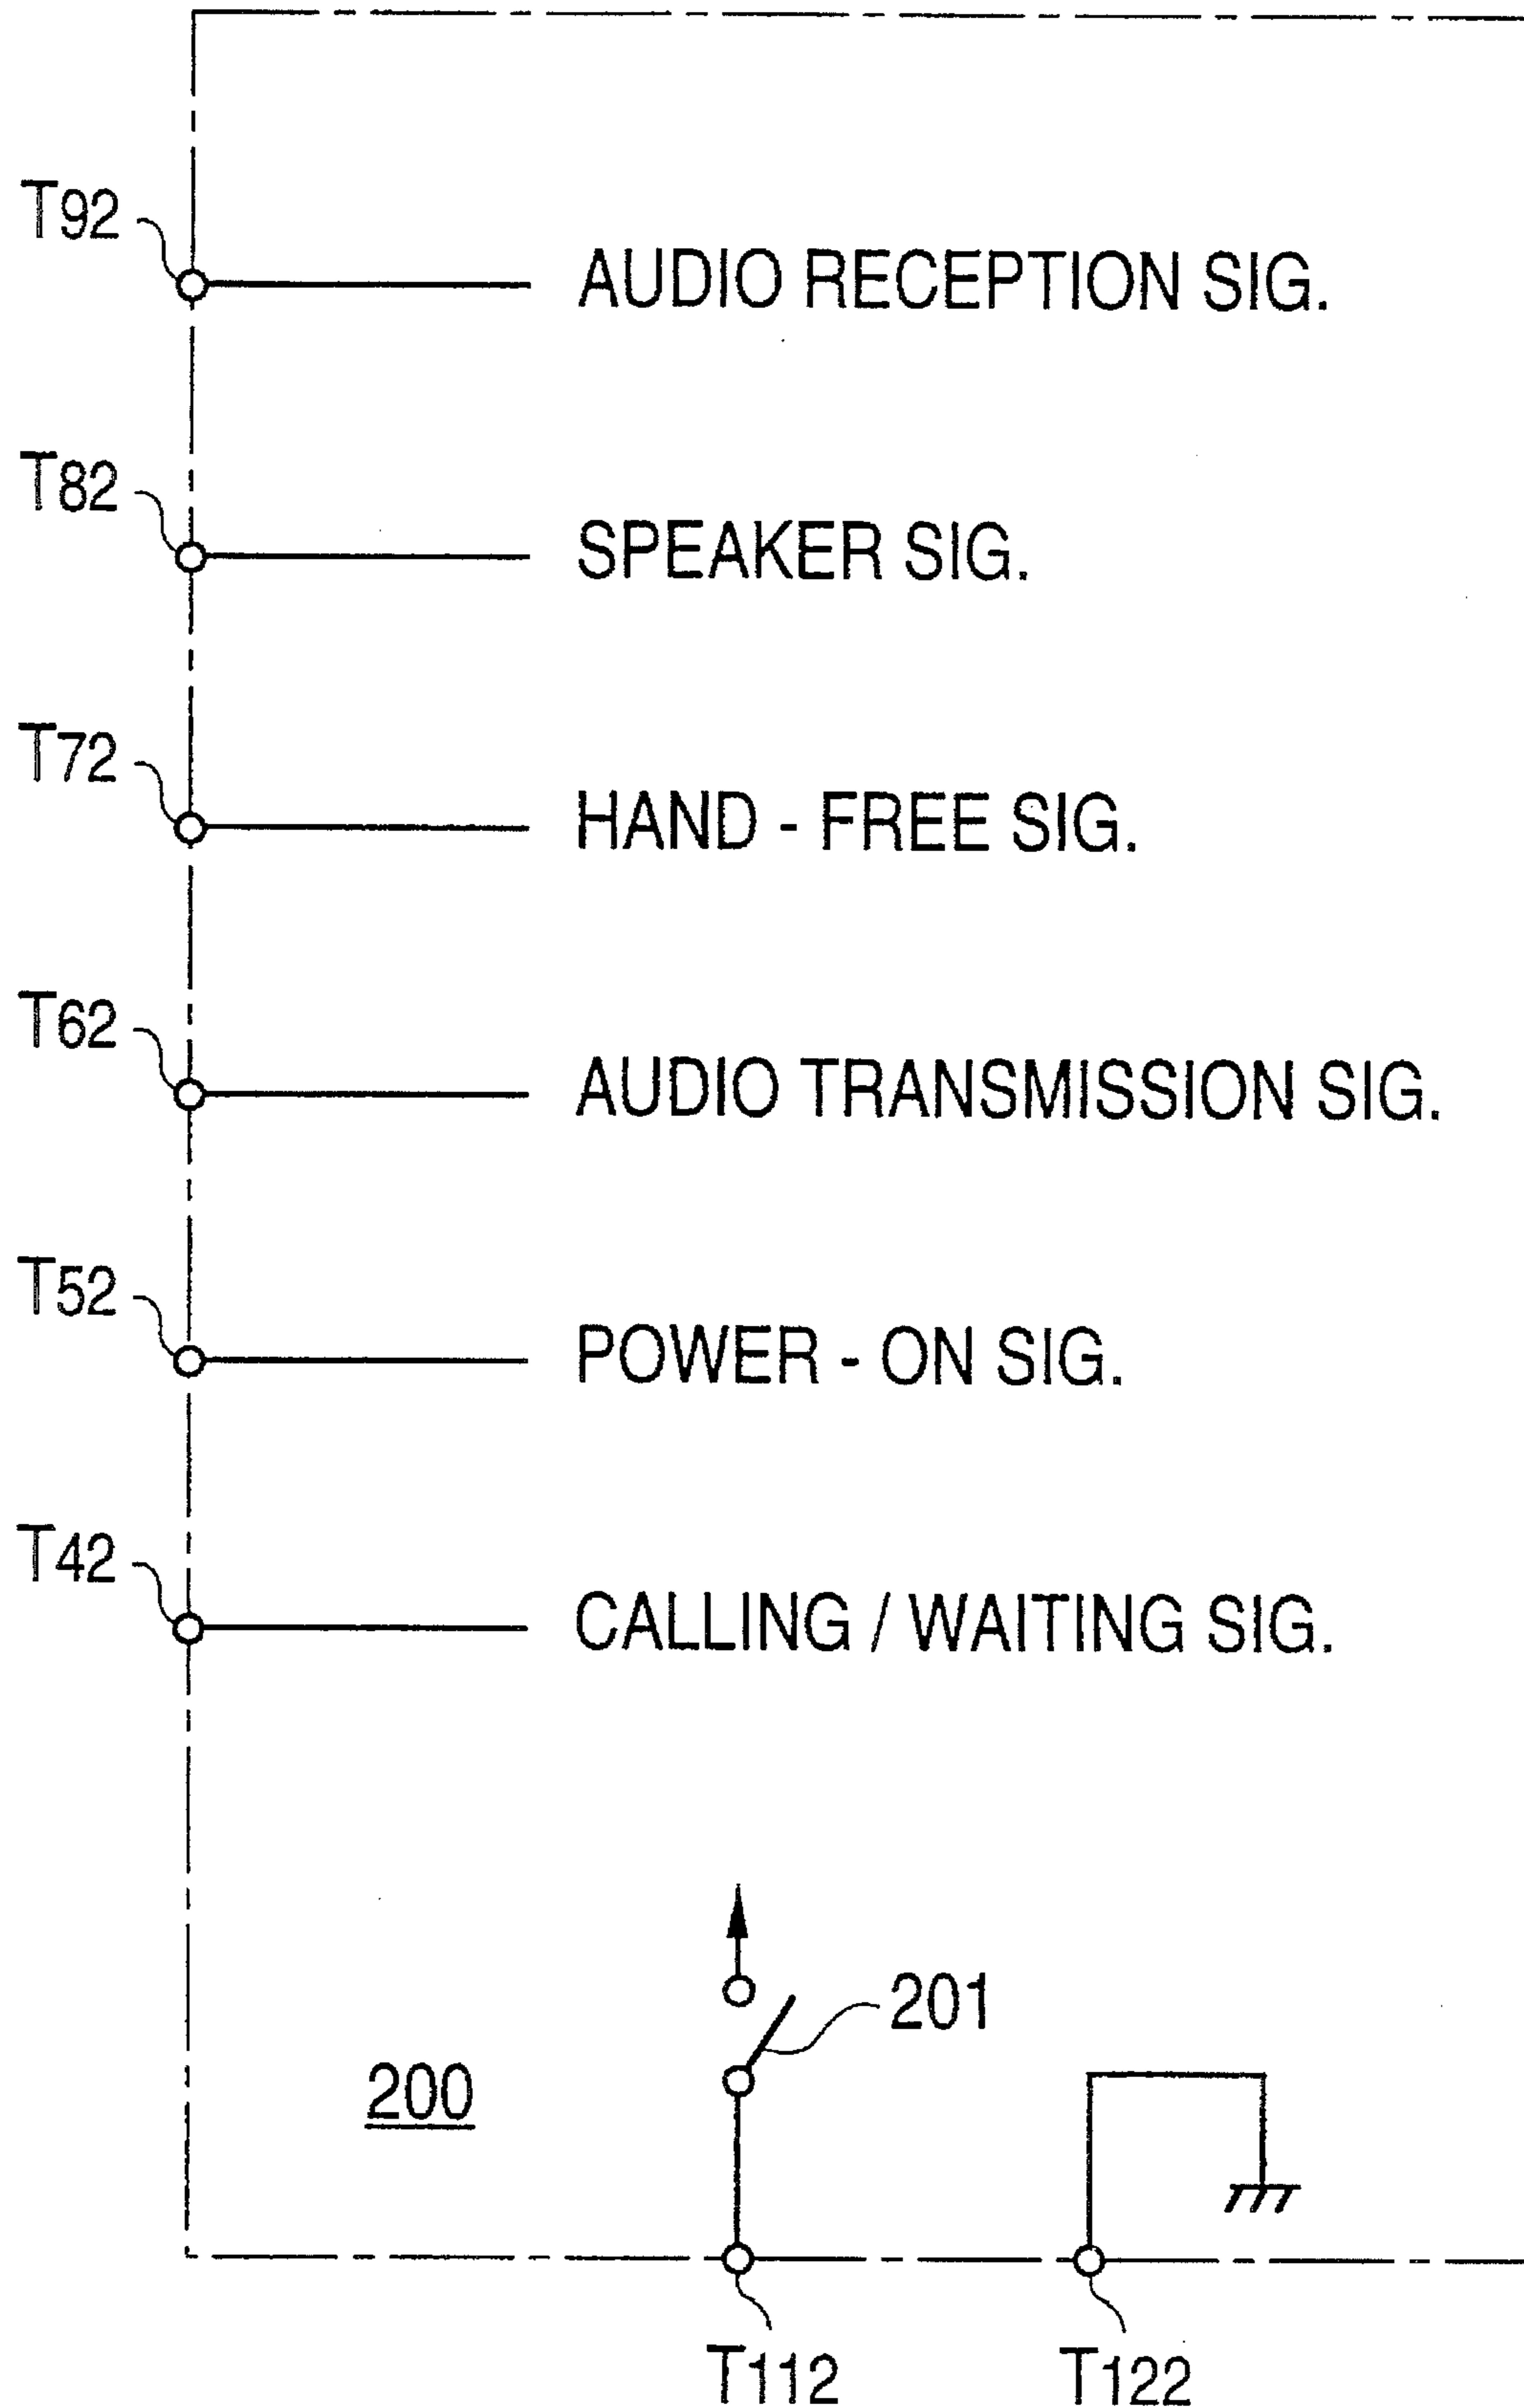 T92
AUDIO RECEPTION SIG.
T82
SPEAKER SIG.
T72
HAND - FREE SIG.
T62
AUDIO TRANSMISSION SIG.
T52
POWER - ON SIG.
T42
CALLING / WAITING SIG.
201
200
T112
T122